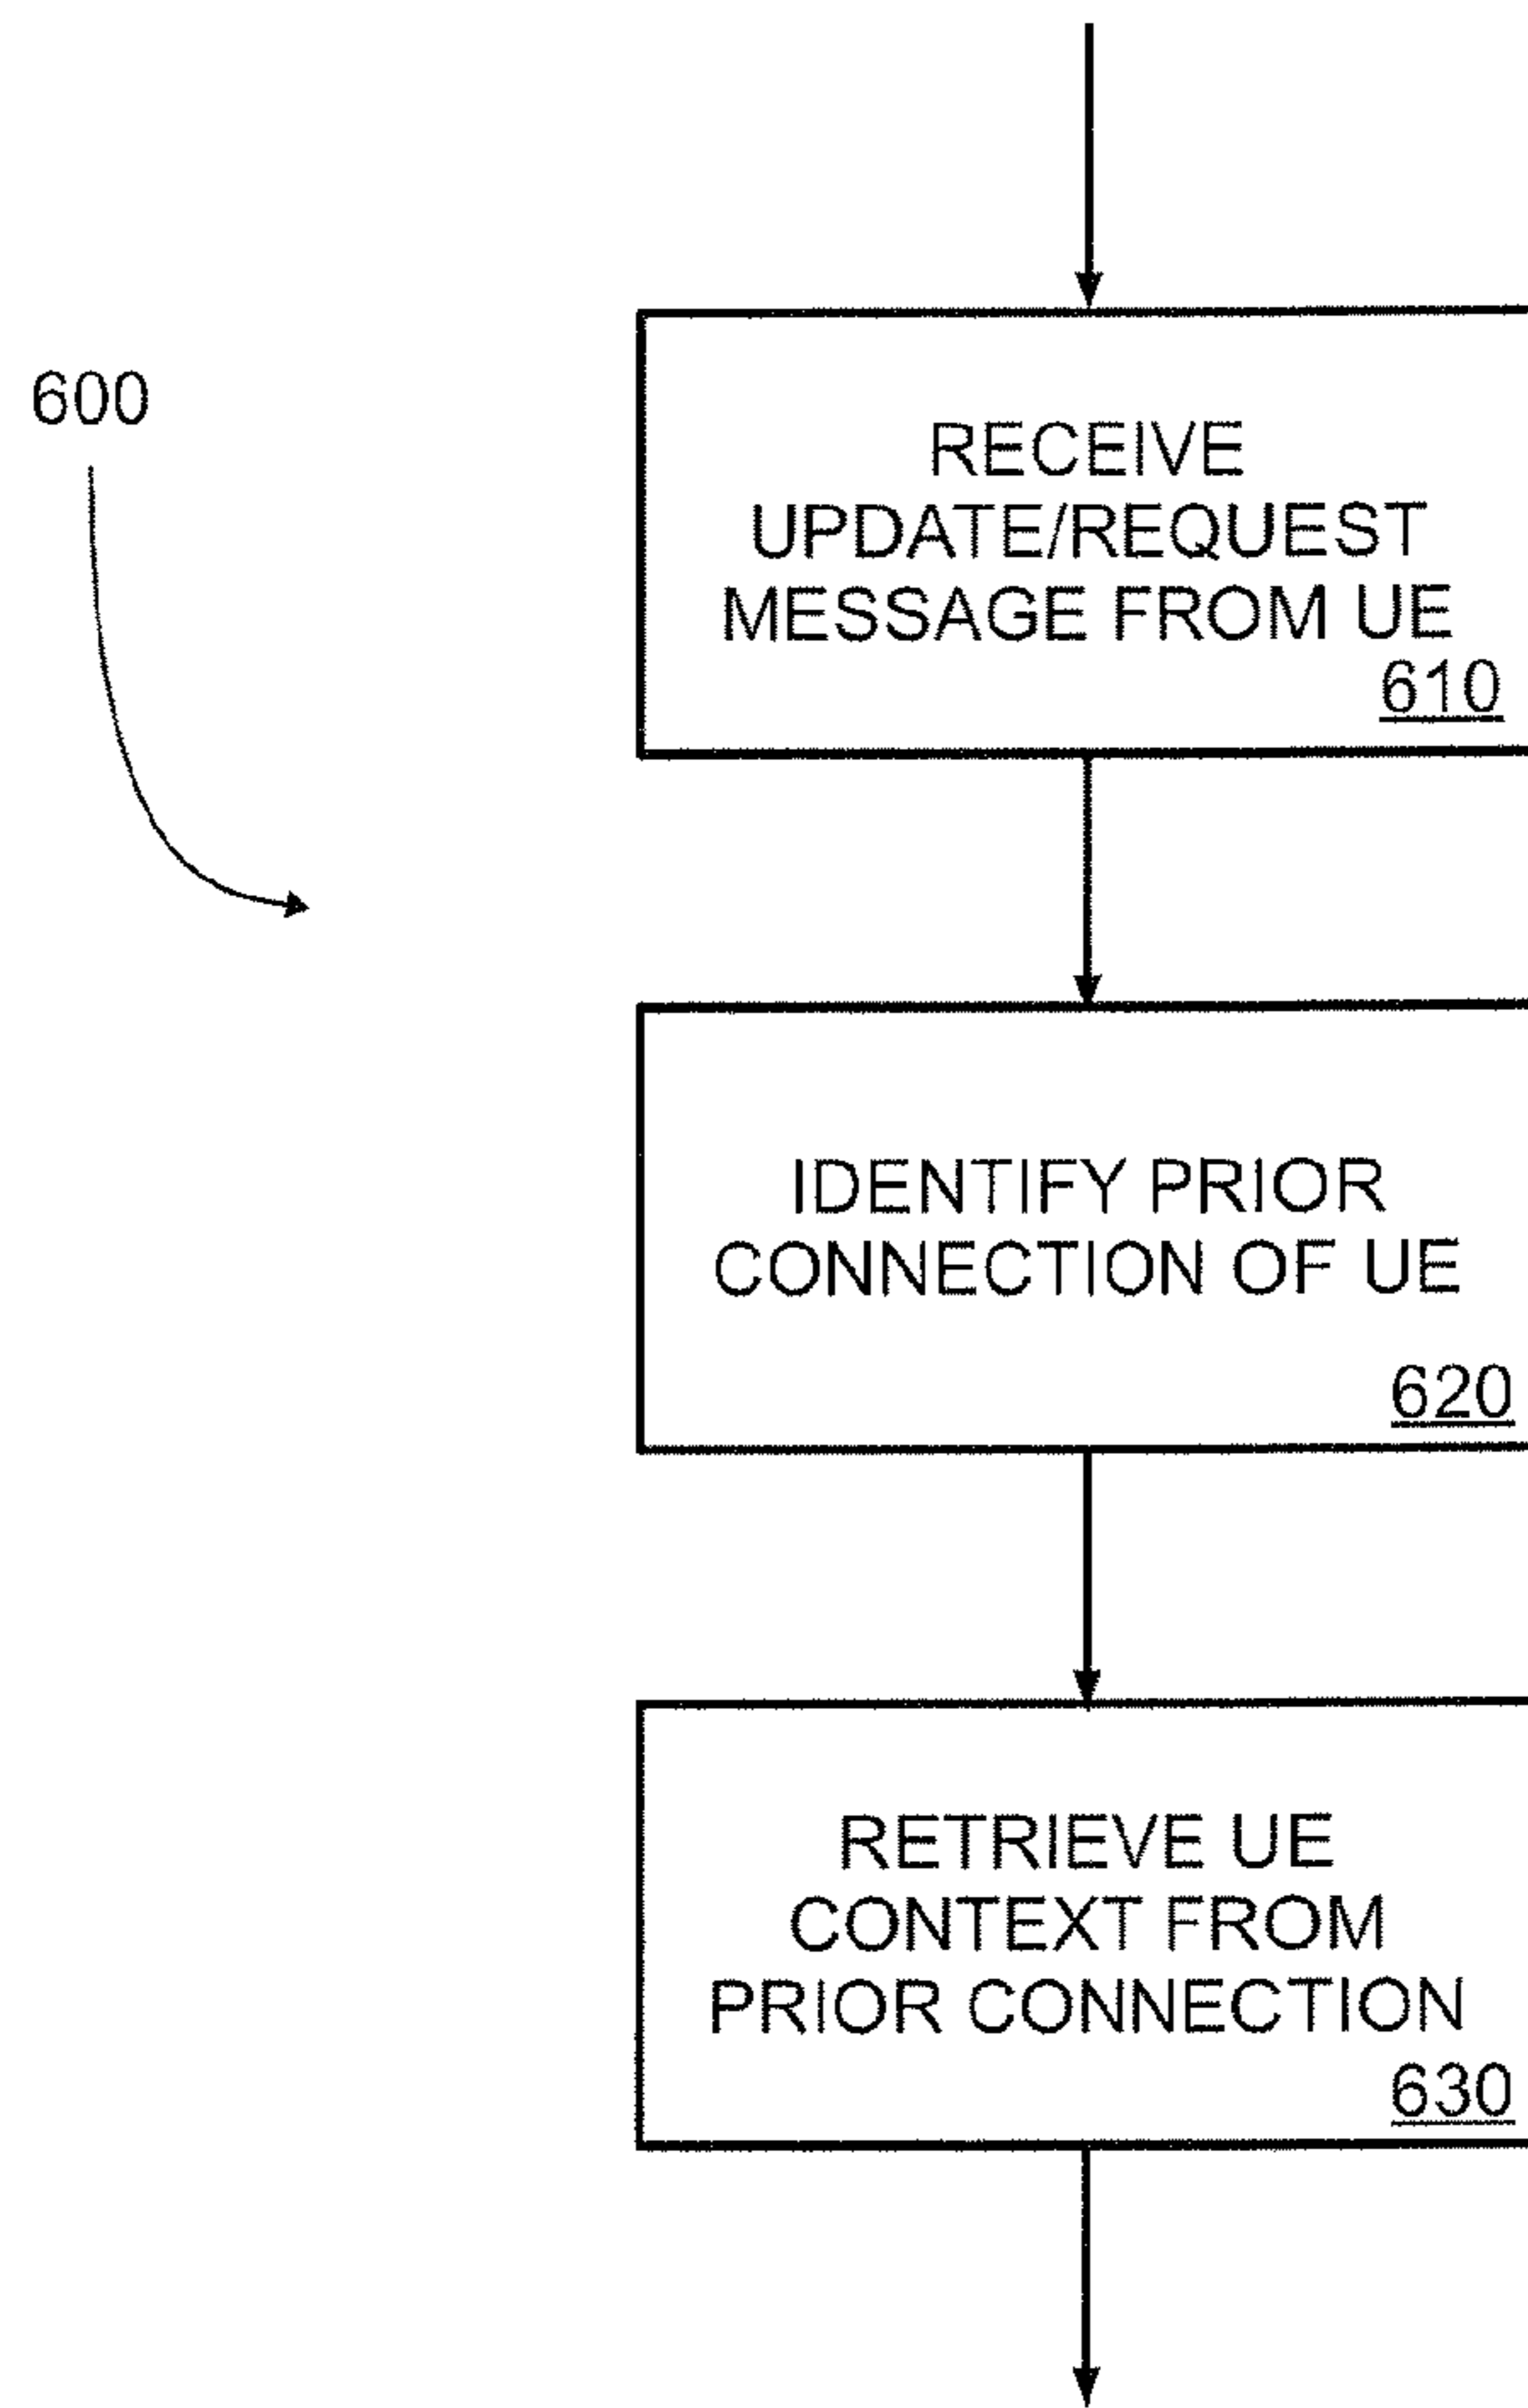 600
RECEIVE
UPDATE/REQUEST
MESSAGE FROM UE
610
IDENTIFY PRIOR
CONNECTION OF UE
620
RETRIEVE UE
CONTEXT FROM
PRIOR CONNECTION
630